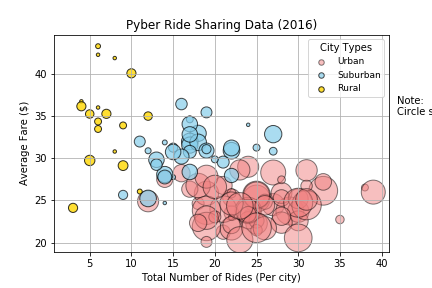 Pyber Ride Sharing Data (2016)
City Types
Urban
Suburban
Rural
Note:
Circle s
Average Fare ($)
40
35
30
25
20
5
10
15
20
25
30
35
40
Total Number of Rides (Per city)